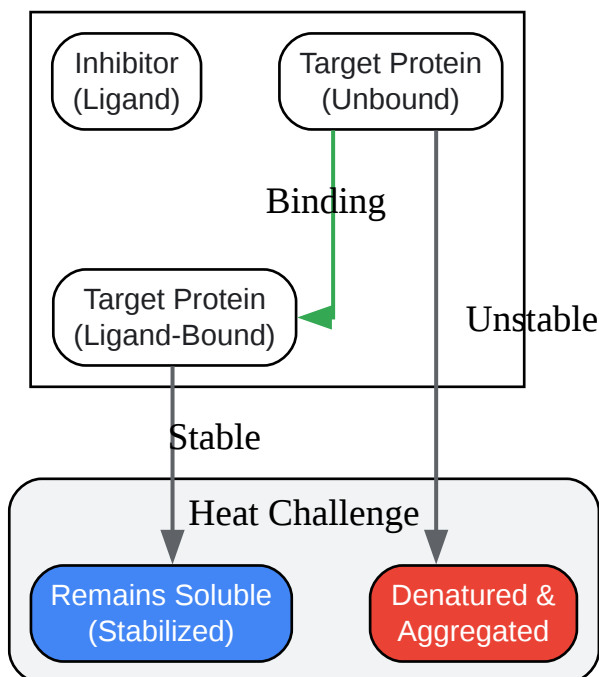 Inhibitor
(Ligand)
Target Protein
(Unbound)
Binding
Target Protein
(Ligand-Bound)
Unstable
Stable
Heat Challenge
Remains Soluble
(Stabilized)
Denatured &
Aggregated